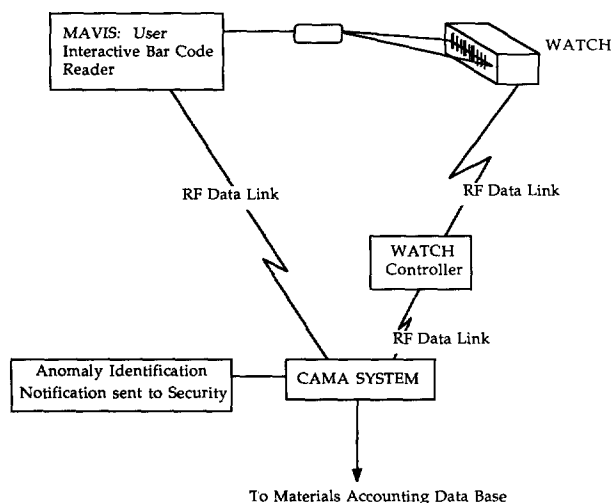 MAVIS: User
Interactive Bar Code
Reader
WATCH
RF Data Link
RF Data Link
WATCH
Controller
RF Data Link
Anomaly Identification
Notification sent to Security
CAMA SYSTEM
To Materials Accounting Data Base